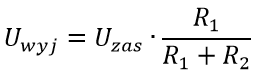 U_wyj = U_zas · R_1 / (R_1 + R_2)